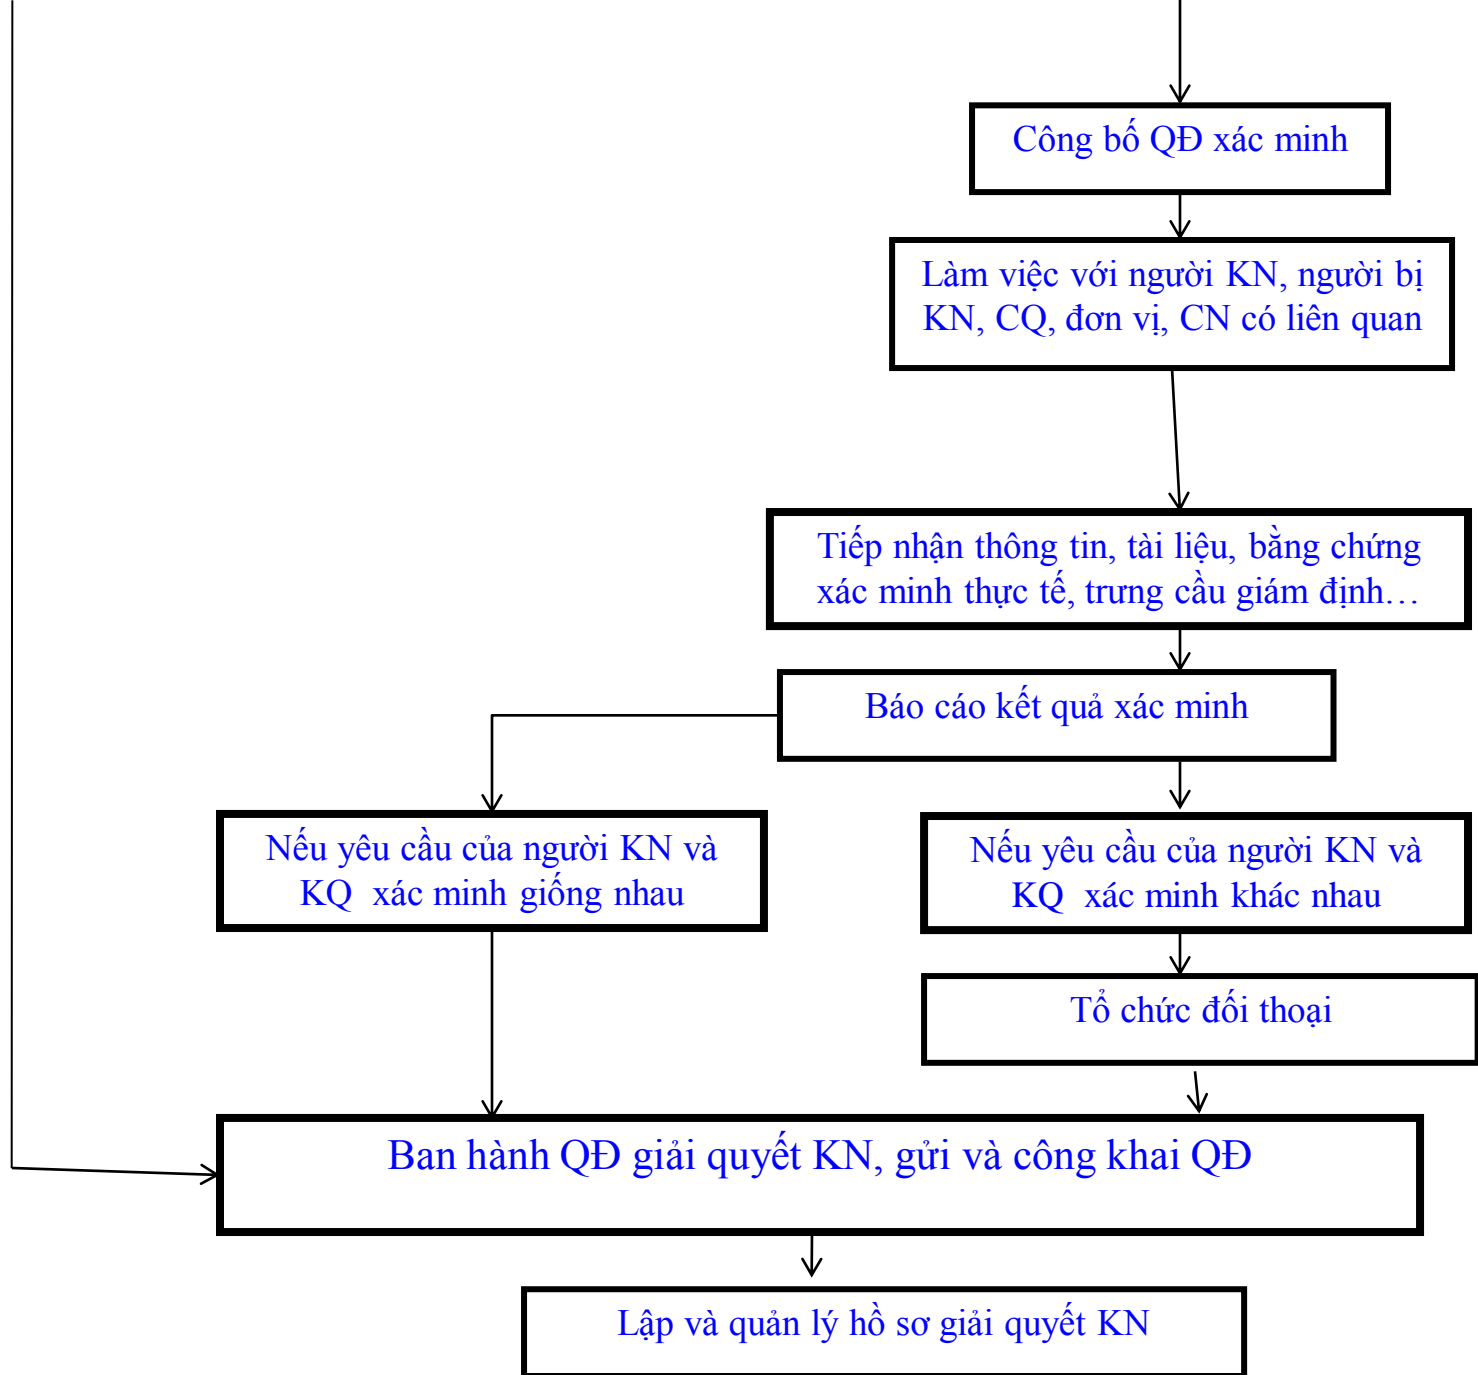 Công bố QĐ xác minh
Làm việc với người KN, người bị
KN, CQ, đơn vị, CN có liên quan
Tiếp nhận thông tin, tài liệu, bằng chứng
xác minh thực tế, trưng cầu giám định…
Báo cáo kết quả xác minh
Nếu yêu cầu của người KN và
KQ  xác minh giống nhau
Nếu yêu cầu của người KN và
KQ  xác minh khác nhau
Tổ chức đối thoại
Ban hành QĐ giải quyết KN, gửi và công khai QĐ
Lập và quản lý hồ sơ giải quyết KN